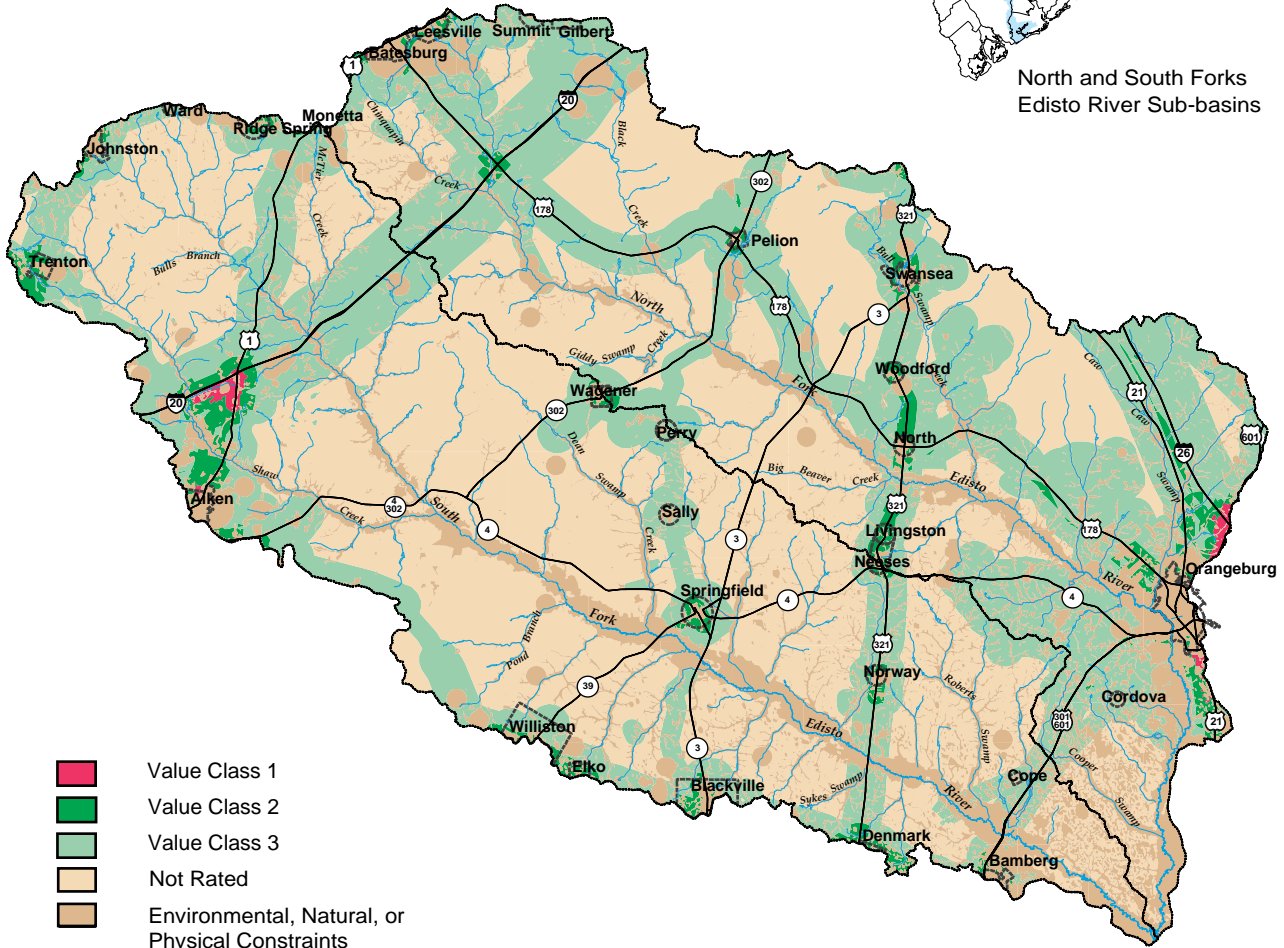 North and South Forks
Edisto River Sub-basins
Leesville
Summit
Gilbert
Batesburg
1
20
Ward
Monetta
Ridge Spring
Johnston
Chinquapin
Creek
Black
Creek
McTier
Creek
302
178
321
Pelion
Trenton
Bulls Branch
Bull
Swamp
Creek
Swansea
North
178
3
1
Giddy Swamp
Creek
Woodford
Caw
Caw
Swamp
21
20
Wagener
Fork
302
Perry
North
601
26
Dean
Swamp
Creek
Big Beaver Creek
Edisto
Shaw
Creek
Aiken
4
302
South
Sally
321
178
4
3
Livingston
Neeses
River
Orangeburg
Springfield
4
4
Fork
Pond Branch
321
39
Norway
Roberts
Swamp
Cordova
Williston
Edisto
301
601
21
3
Elko
Cooper
Swamp
Blackville
Sykes Swamp
River
Cope
Denmark
Bamberg
Value Class 1
Value Class 2
Value Class 3
Not Rated
Environmental, Natural, or
Physical Constraints